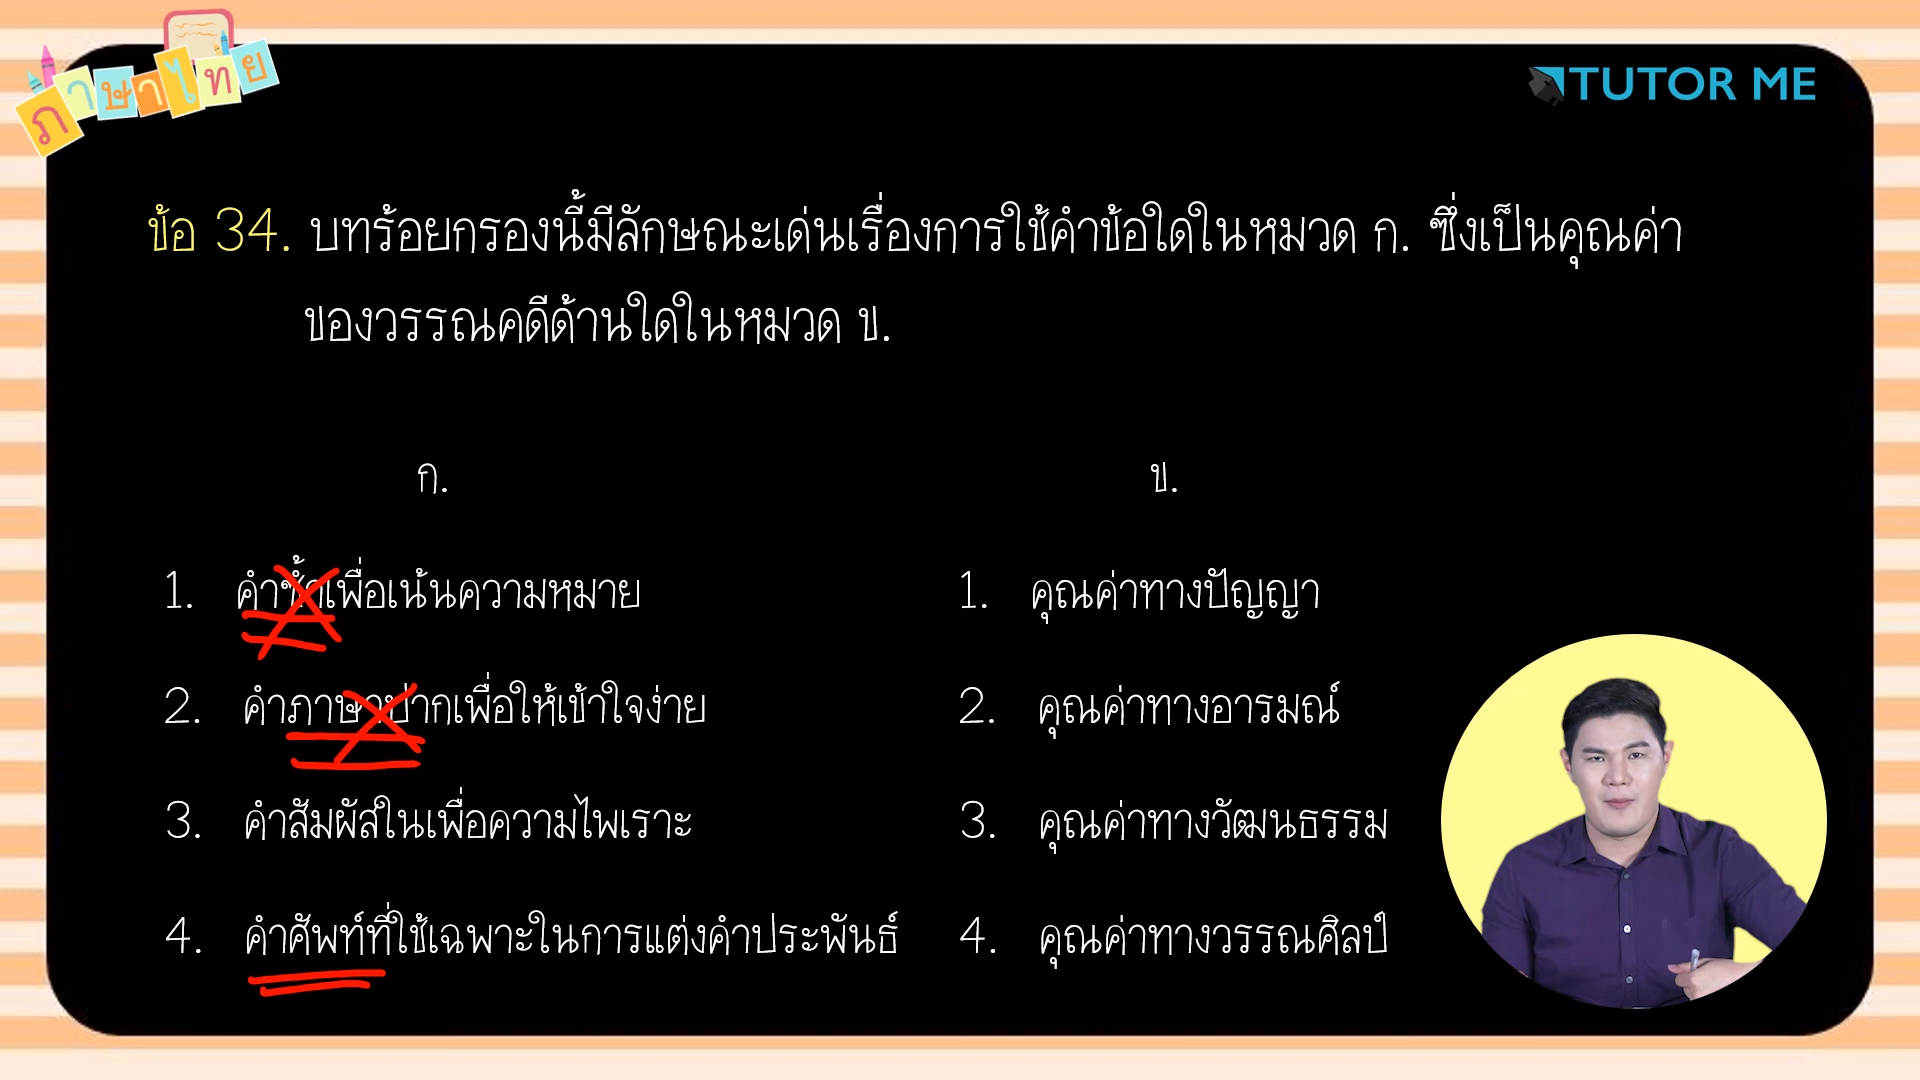 ภาษาไทย
TUTOR ME
ข้อ 34. บทร้อยกรองนี้มีลักษณะเด่นเรื่องการใช้คำข้อใดในหมวด ก. ซึ่งเป็นคุณค่า
ของวรรณคดีด้านใดในหมวด ข.
ก. ข.
1. คำซ้ำเพื่อเน้นความหมาย 1. คุณค่าทางปัญญา
2. คำภาษาปากเพื่อให้เข้าใจง่าย 2. คุณค่าทางอารมณ์
3. คำสัมผัสในเพื่อความไพเราะ 3. คุณค่าทางวัฒนธรรม
4. คำศัพท์ที่ใช้เฉพาะในการแต่งคำประพันธ์ 4. คุณค่าทางวรรณศิลป์